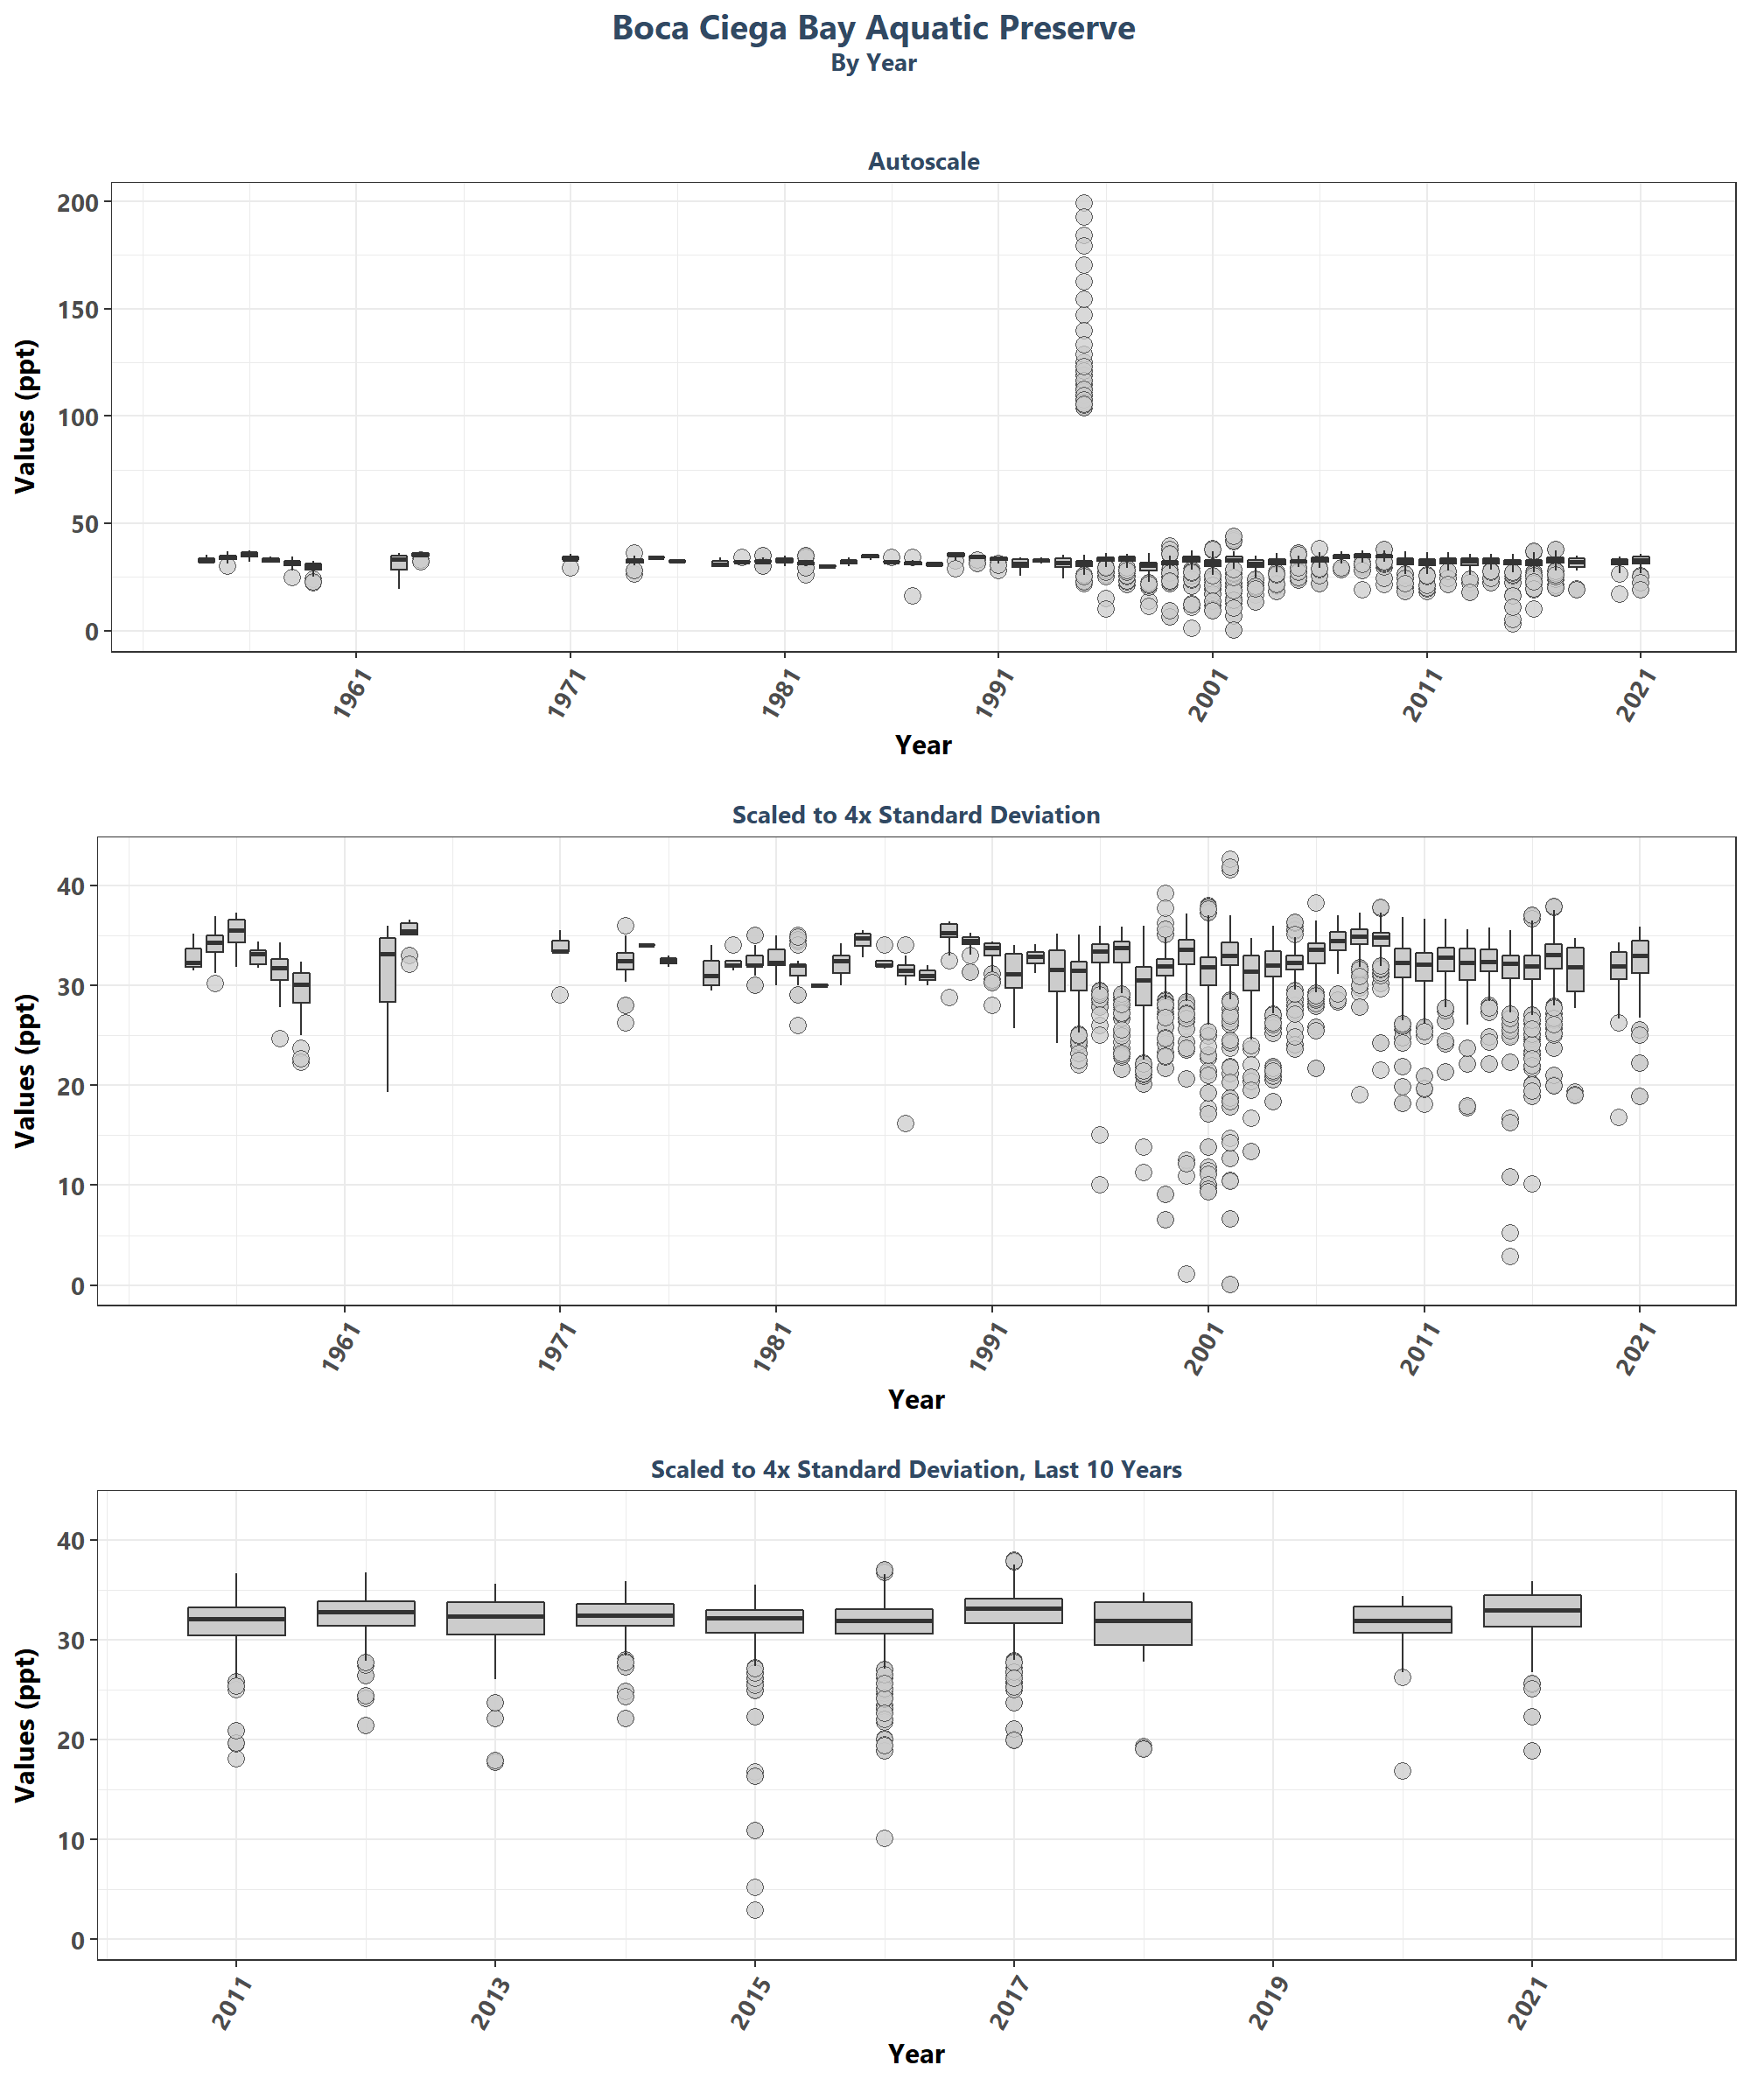 Boca Ciega Bay Aquatic Preserve
By Year
Autoscale
Values (ppt)
200
150
100
50
0
1961 1971 1981 1991 2001 2011 2021
Year
Scaled to 4x Standard Deviation
Values (ppt)
40
30
20
10
0
1961 1971 1981 1991 2001 2011 2021
Year
Scaled to 4x Standard Deviation, Last 10 Years
Values (ppt)
40
30
20
10
0
2011 2013 2015 2017 2019 2021
Year